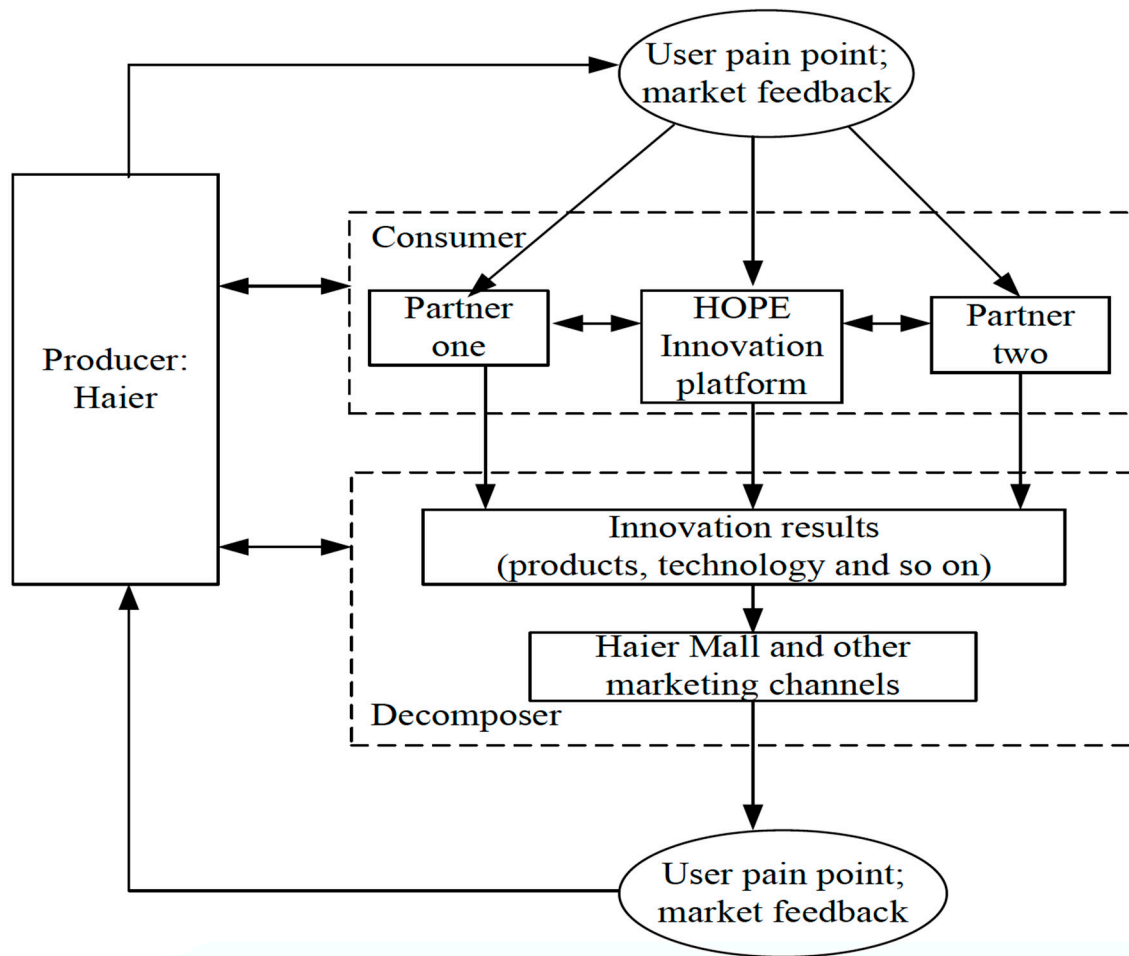 User pain point;
market feedback
Consumer
Producer:
Haier
Partner
one
HOPE
Innovation
platform
Partner
two
Innovation results
(products, technology and so on)
Haier Mall and other
marketing channels
Decomposer
User pain point;
market feedback